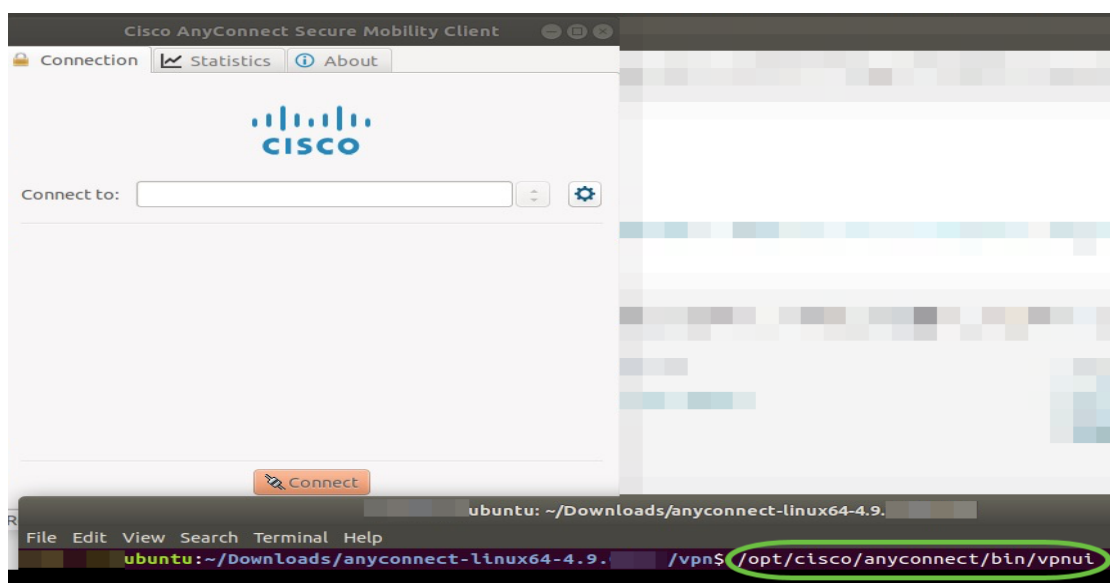 Cisco AnyConnect Secure Mobility Client
Connection Statistics About
CISCO
Connect to:
Connect
R
ubuntu: ~/Downloads/anyconnect-linux64-4.9.
File Edit View Search Terminal Help
ubuntu:~/Downloads/anyconnect-linux64-4.9. /vpn$ /opt/cisco/anyconnect/bin/vpnui